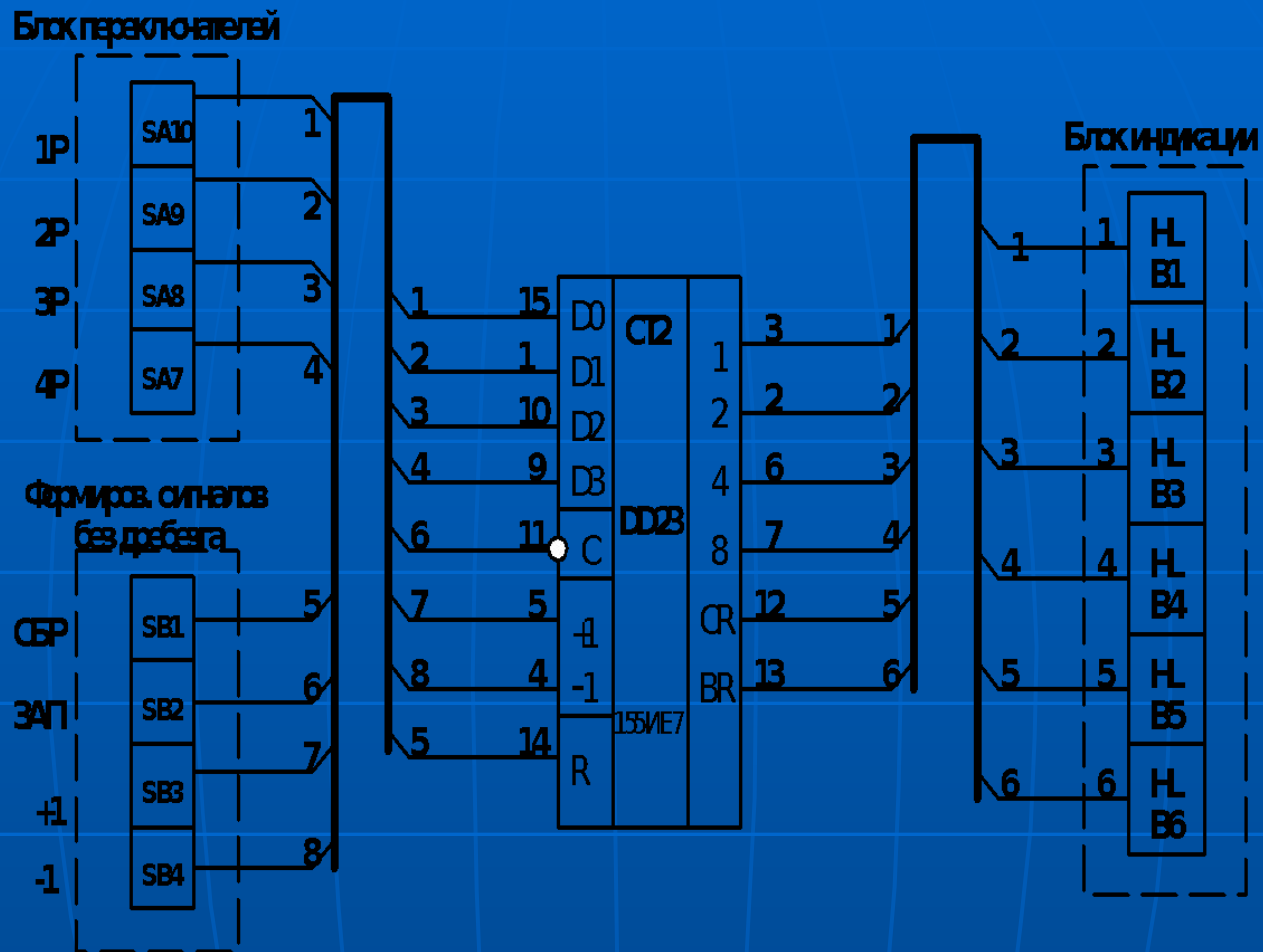 Блок переключателей
1Р
SA10
1
2Р
SA9
2
3Р
SA8
3
4Р
SA7
4
Формиров. сигналов
без дребезга
СБР
SB1
5
ЗАП
SB2
6
+1
SB3
7
-1
SB4
8
1 15 D0
2 1 D1
3 10 D2
4 9 D3
6 11 C
7 5 +1
8 4 -1
5 14 R
CT2
DD23
155ИЕ7
1 3 1
2 2 2
4 6 3
8 7 4
CR 12 5
BR 13 6
Блок индикации
1 1 HL
B1
2 2 HL
B2
3 3 HL
B3
4 4 HL
B4
5 5 HL
B5
6 6 HL
B6